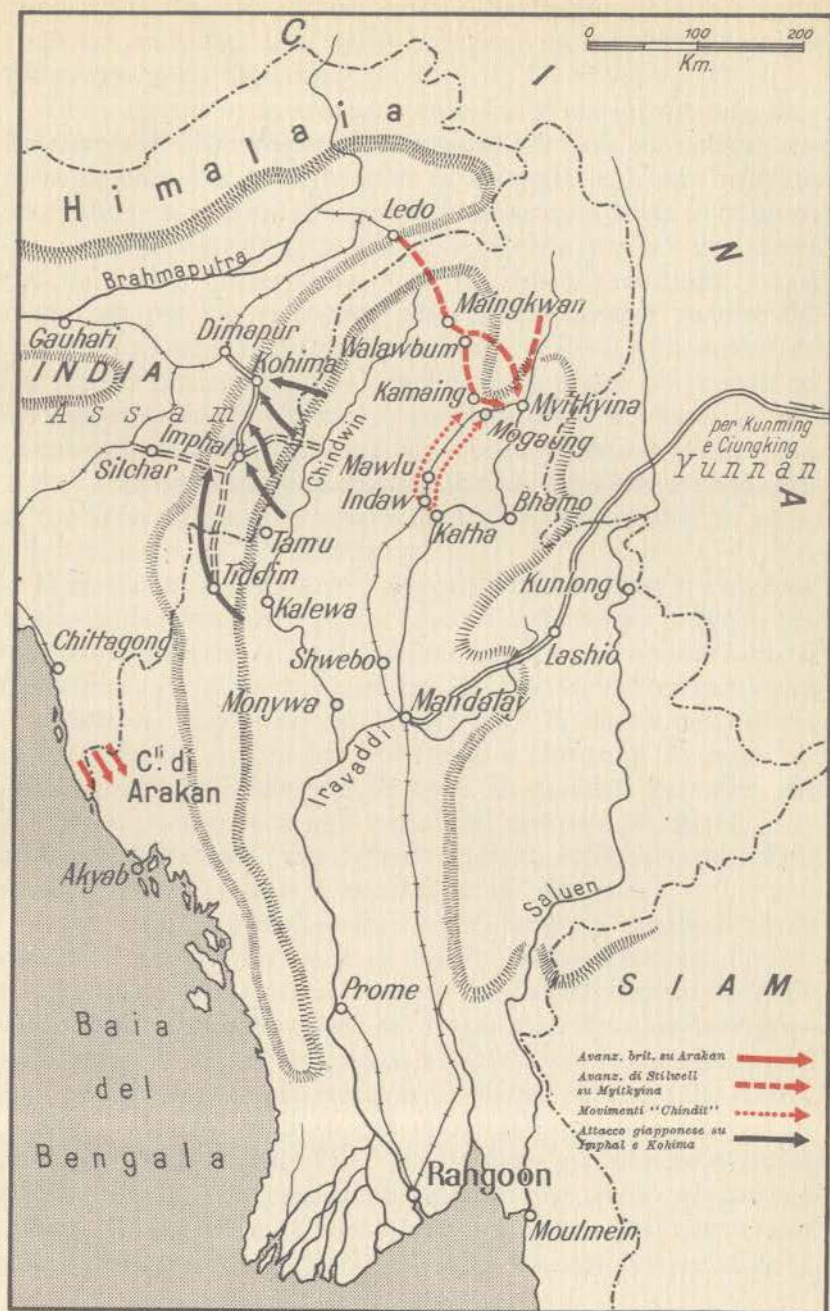 0 100 200
Km.
C I N A
Himalaia
Ledo
Brahmaputra
Maingkwan
Gauhati
Dimapur
Walawbum
Kohima
INDIA
Assam
Kamaing
Myitkyina
per Kunming
e Ciungking
Mogaung
Imphal
Silchar
Chindwin
Yunnan
Mawlu
Indaw
Bhamo
Katha
Tamu
Tiddim
Kunlong
Kalewa
Chittagong
Lashio
Shwebo
Monywa
Mandalay
Iravaddi
Cli. di
Arakan
Akyab
Saluen
SIAM
Prome
Baia
del
Bengala
Avanz. brit. su Arakan
Avanz. di Stilwell
su Myitkyina
Movimenti "Chindit"
Attacco giapponese su
Imphal e Kohima
Rangoon
Moulmein